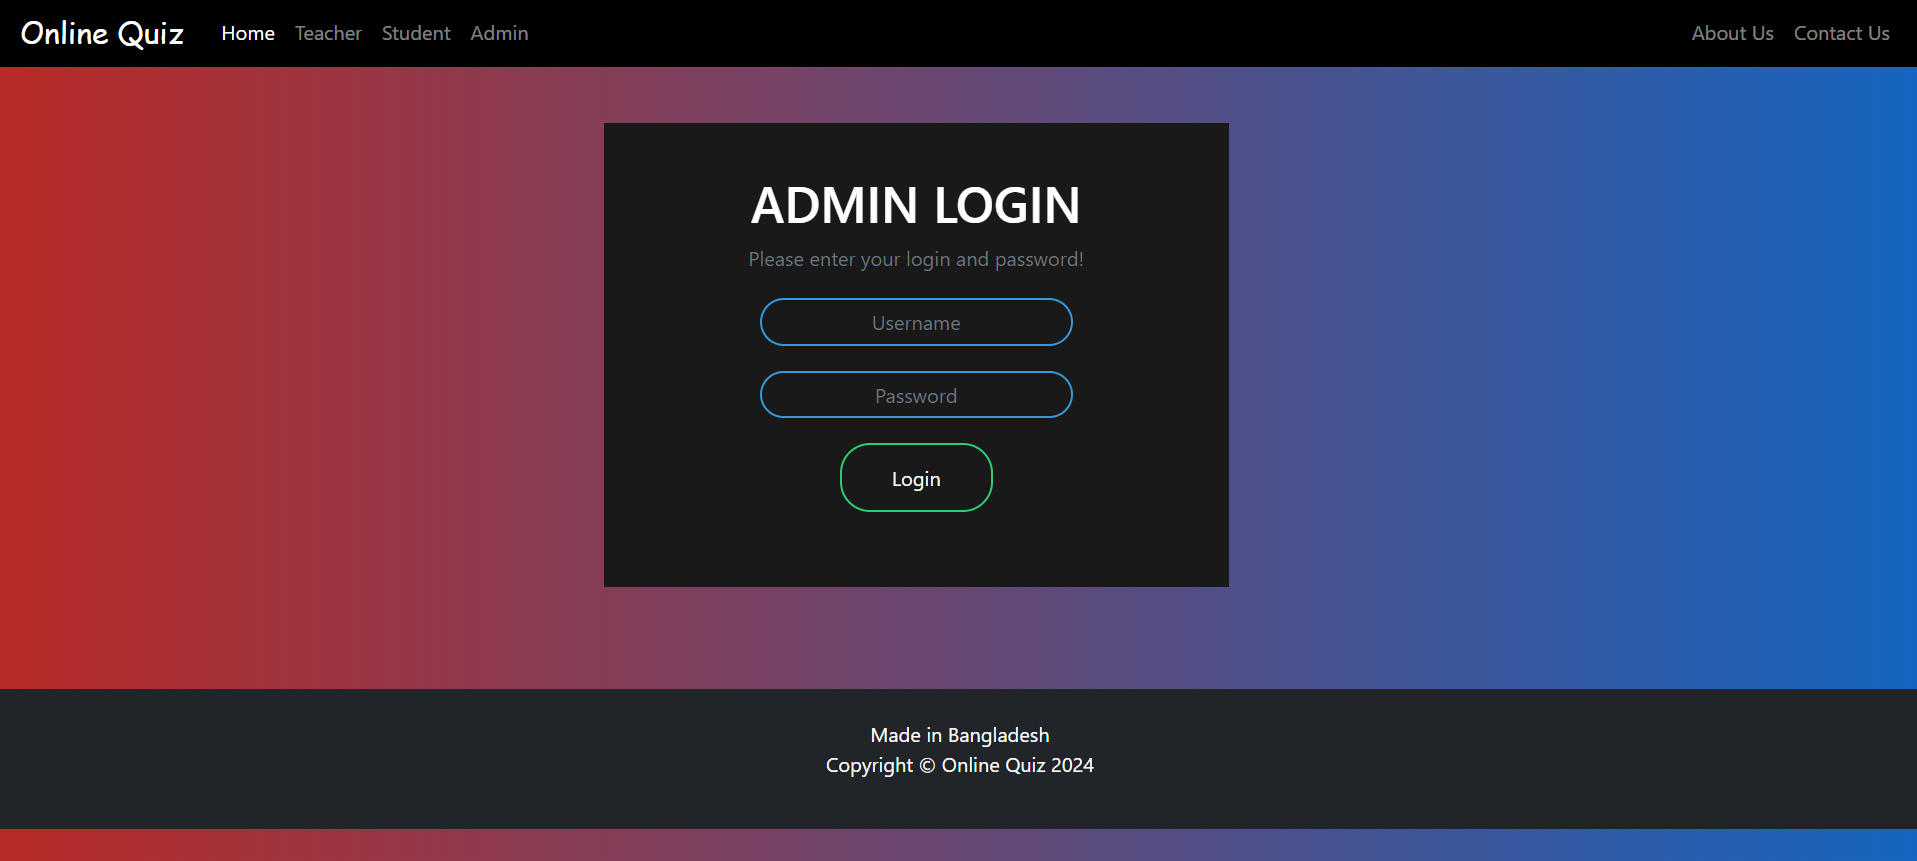 Online Quiz Home Teacher Student Admin About Us Contact Us
ADMIN LOGIN
Please enter your login and password!
Username
Password
Login
Made in Bangladesh
Copyright © Online Quiz 2024